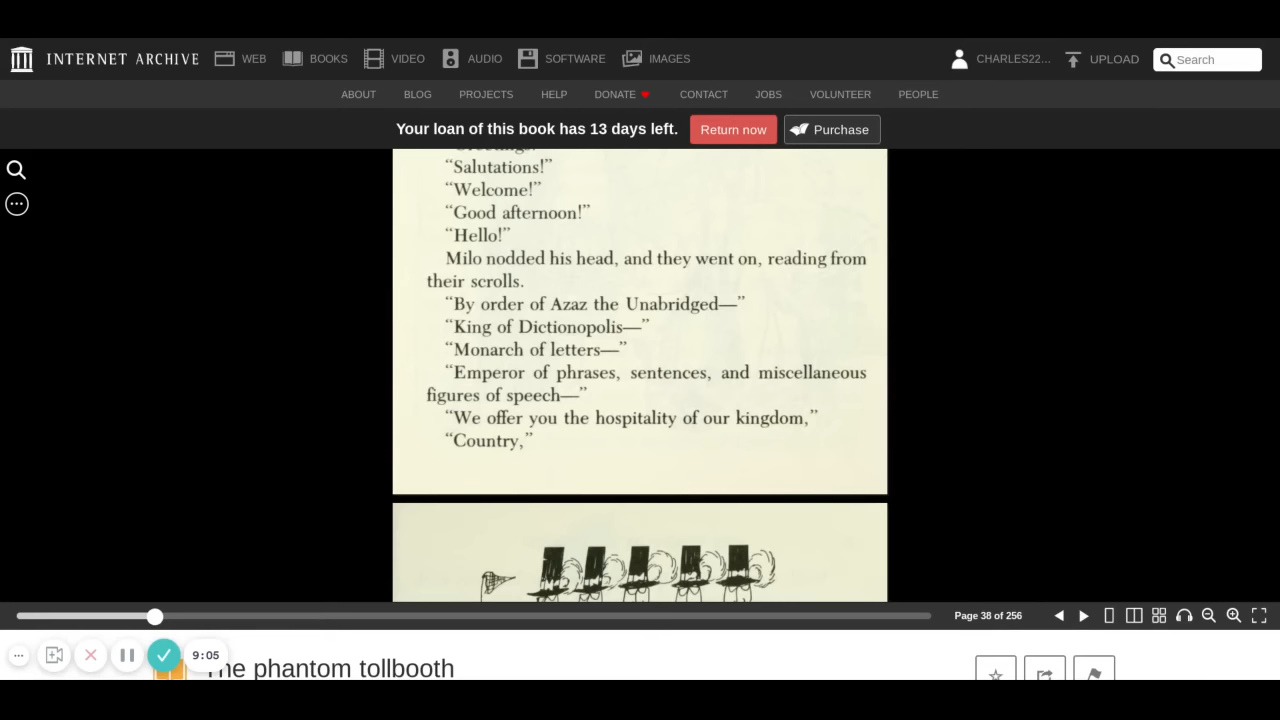 INTERNET ARCHIVE WEB BOOKS VIDEO AUDIO SOFTWARE IMAGES CHARLES22... UPLOAD Search
ABOUT BLOG PROJECTS HELP DONATE CONTACT JOBS VOLUNTEER PEOPLE
Your loan of this book has 13 days left. Return now Purchase
“Salutations!”
“Welcome!”
“Good afternoon!”
“Hello!”
Milo nodded his head, and they went on, reading from
their scrolls.
“By order of Azaz the Unabridged—”
“King of Dictionopolis—”
“Monarch of letters—”
“Emperor of phrases, sentences, and miscellaneous
figures of speech—”
“We offer you the hospitality of our kingdom,”
“Country,”
Page 38 of 256
9:05
The phantom tollbooth